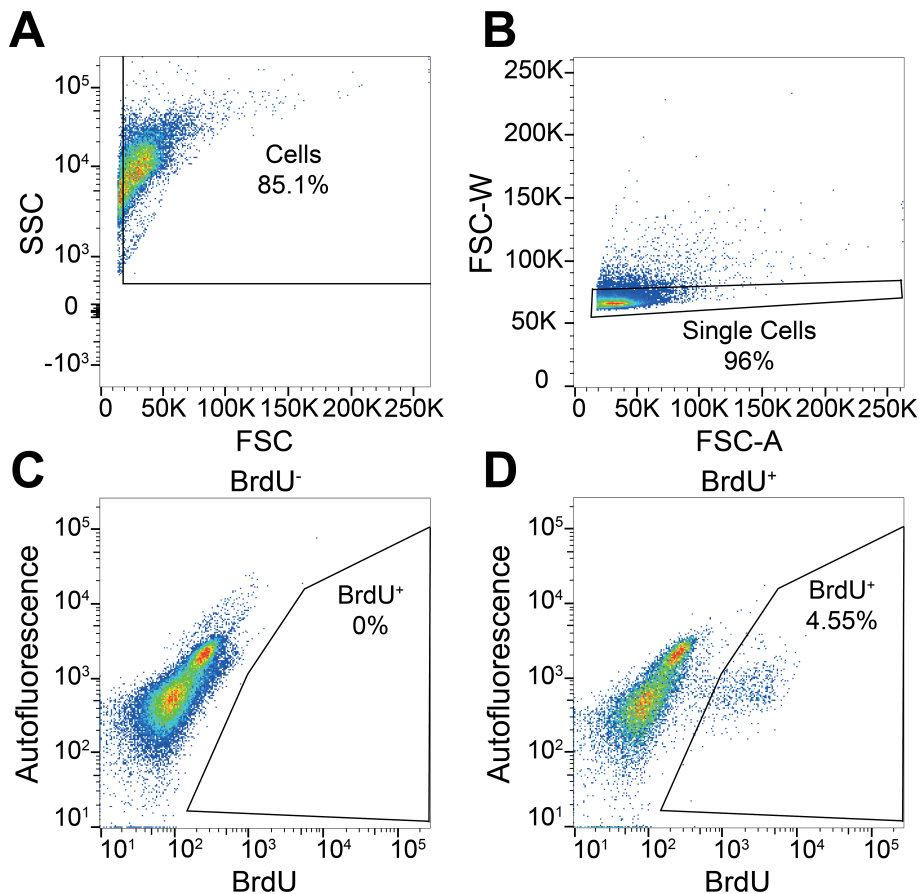 A
SSC
10⁵
10⁴
10³
0
-10³
Cells
85.1%
0 50K 100K 150K 200K 250K
FSC
B
FSC-W
250K
200K
150K
100K
50K
0
Single Cells
96%
0 50K 100K 150K 200K 250K
FSC-A
C
BrdU⁻
Autofluorescence
10⁵
10⁴
10³
10²
10¹
BrdU⁺
0%
10¹ 10² 10³ 10⁴ 10⁵
BrdU
D
BrdU⁺
Autofluorescence
10⁵
10⁴
10³
10²
10¹
BrdU⁺
4.55%
10¹ 10² 10³ 10⁴ 10⁵
BrdU